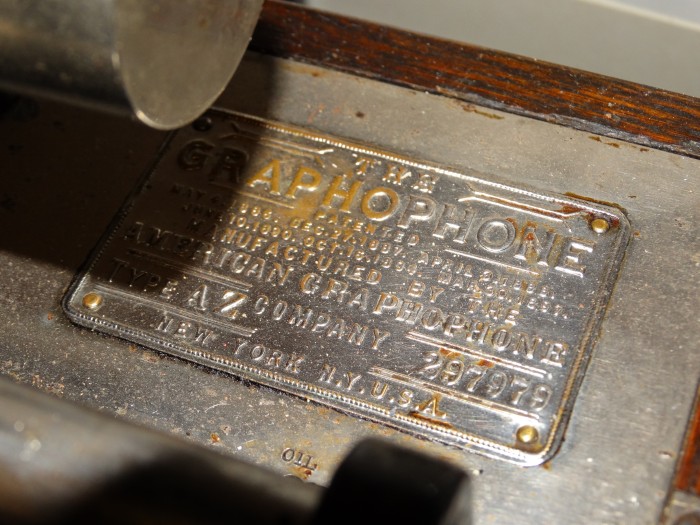 THE
GRAPHOPHONE
PATENTED
MANUFACTURED BY THE
AMERICAN GRAPHOPHONE
TYPE AZ COMPANY 297979
NEW YORK N.Y. U.S.A.
OIL